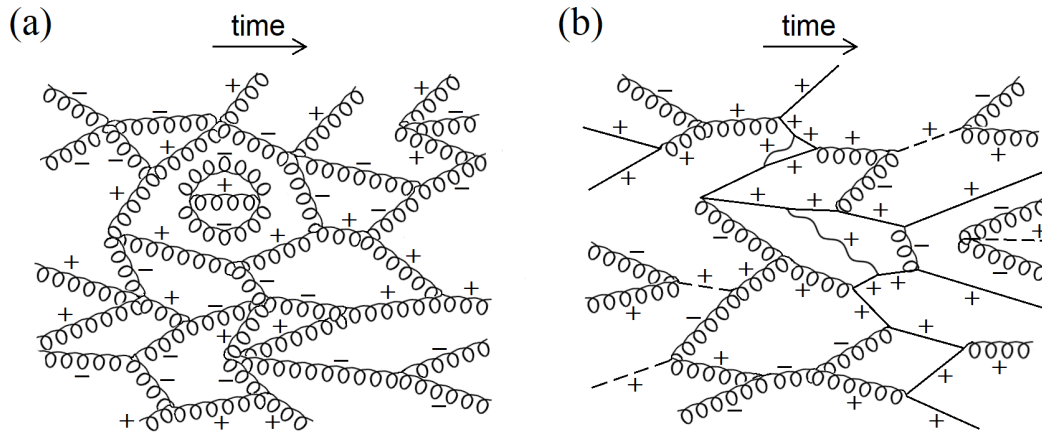 (a) time (b) time
+ - + + - - + - + + - -
- - + - - + - + - - + + + +
+ + - + - + + + - -
+ + - - + + + - - + + + - +
- + - - - - + + - + + - +
- + - - + + - + + +
- - - - + + - + + + +
+ + + - - + +